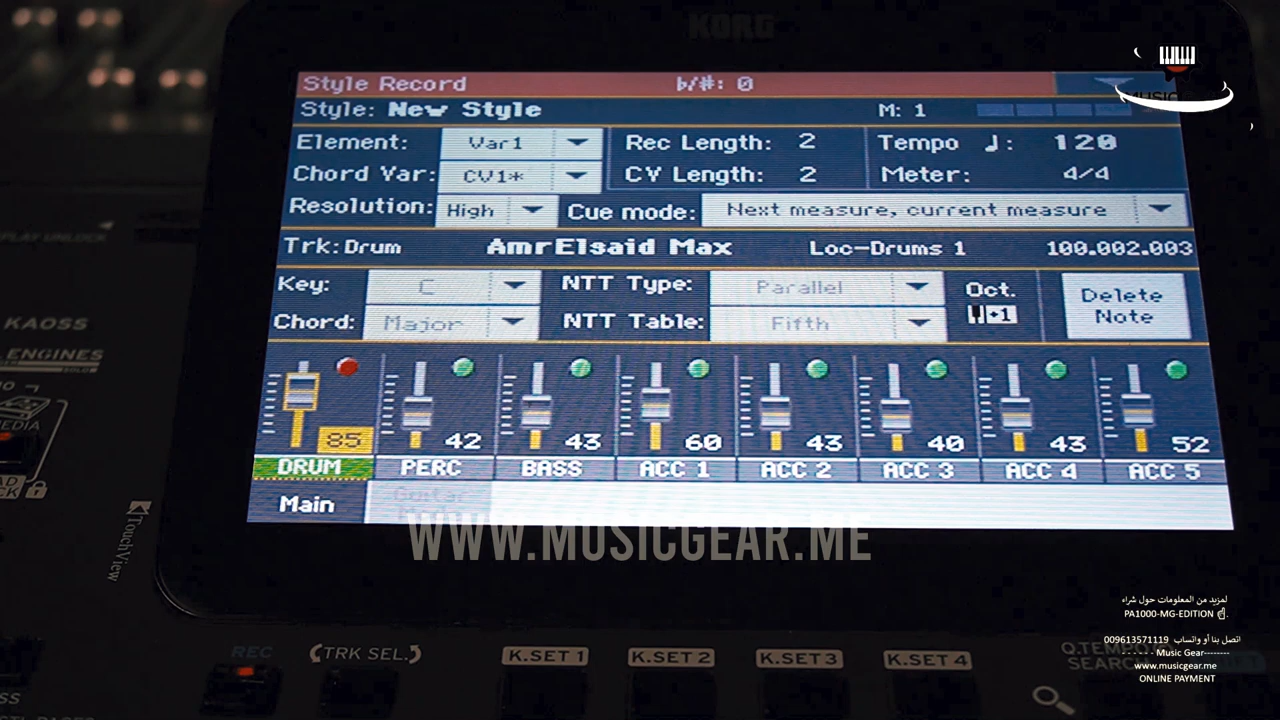 KORG
Style Record b/#: 0
Style: New Style M: 1
Element: Var1 Rec Length: 2 Tempo ♩: 120
Chord Var: CV1* CV Length: 2 Meter: 4/4
Resolution: High Cue mode: Next measure, current measure
Trk: Drum AmrElsaid Max Loc-Drums 1 100.002.003
Key: C NTT Type: Parallel Oct. Delete
Chord: Major NTT Table: Fifth +1 Note
85 42 43 60 43 40 43 52
DRUM PERC BASS ACC 1 ACC 2 ACC 3 ACC 4 ACC 5
Main Guitar
WWW.MUSICGEAR.ME
KAOSS
ENGINES
TouchView
REC TRK SEL. K.SET 1 K.SET 2 K.SET 3 K.SET 4
SEARCH
لمزيد من المعلومات حول شراء
PA1000-MG-EDITION
اتصل بنا أو واتساب 009613571119
------ Music Gear--------
www.musicgear.me
ONLINE PAYMENT